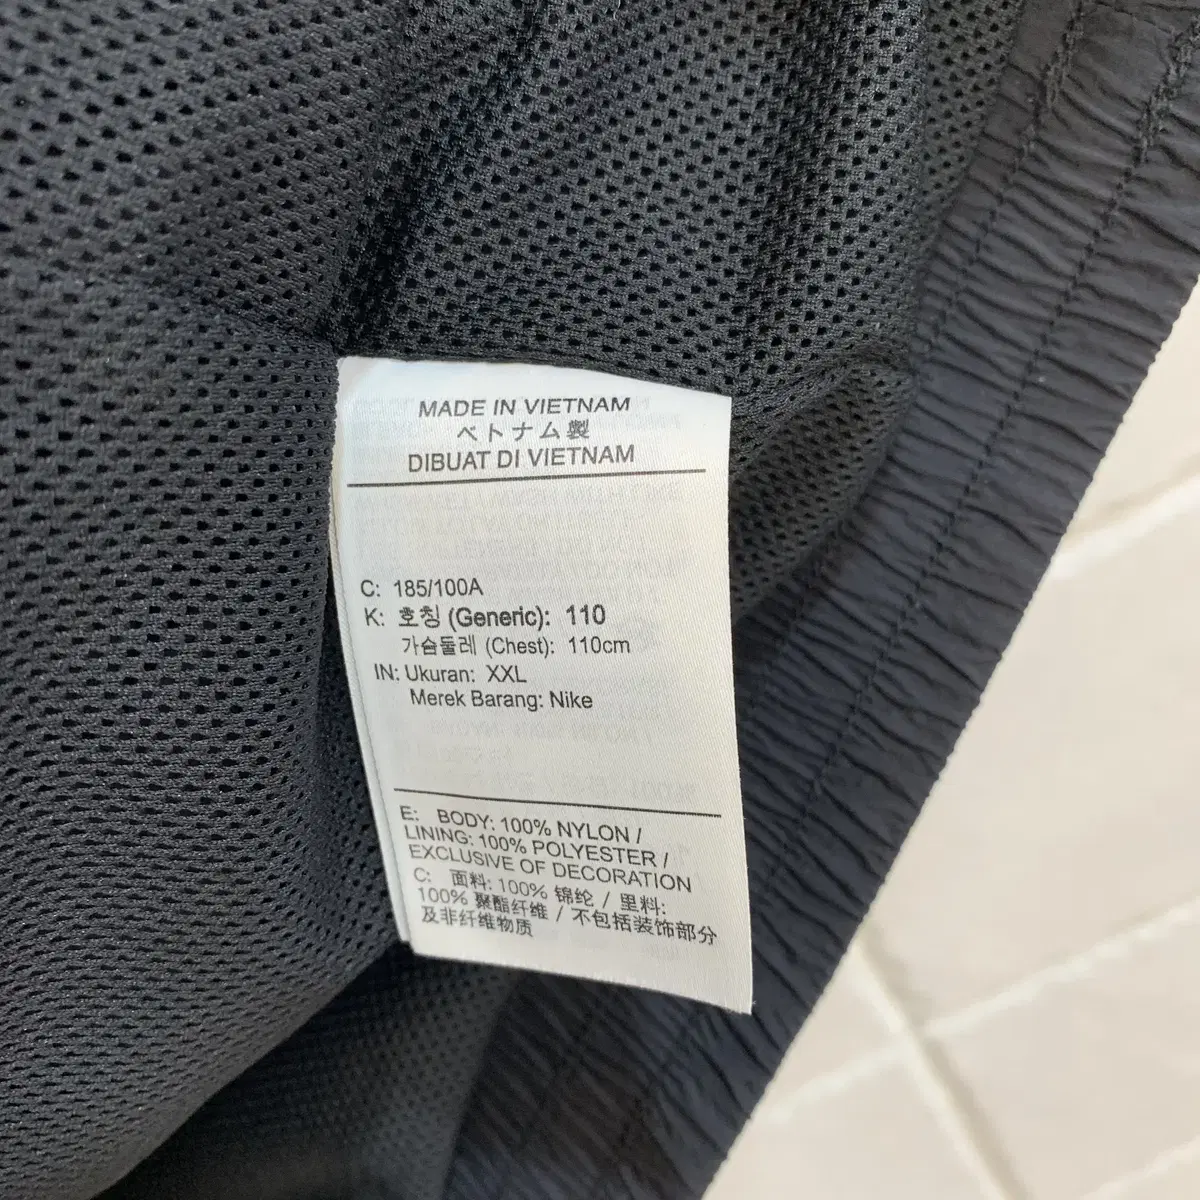 MADE IN VIETNAM
ベトナム製
DIBUAT DI VIETNAM
C: 185/100A
K: 호칭 (Generic): 110
가슴둘레 (Chest): 110cm
IN: Ukuran: XXL
Merek Barang: Nike
E: BODY: 100% NYLON /
LINING: 100% POLYESTER /
EXCLUSIVE OF DECORATION
C: 面料: 100% 锦纶 / 里料:
100% 聚酯纤维 / 不包括装饰部分
及非纤维物质